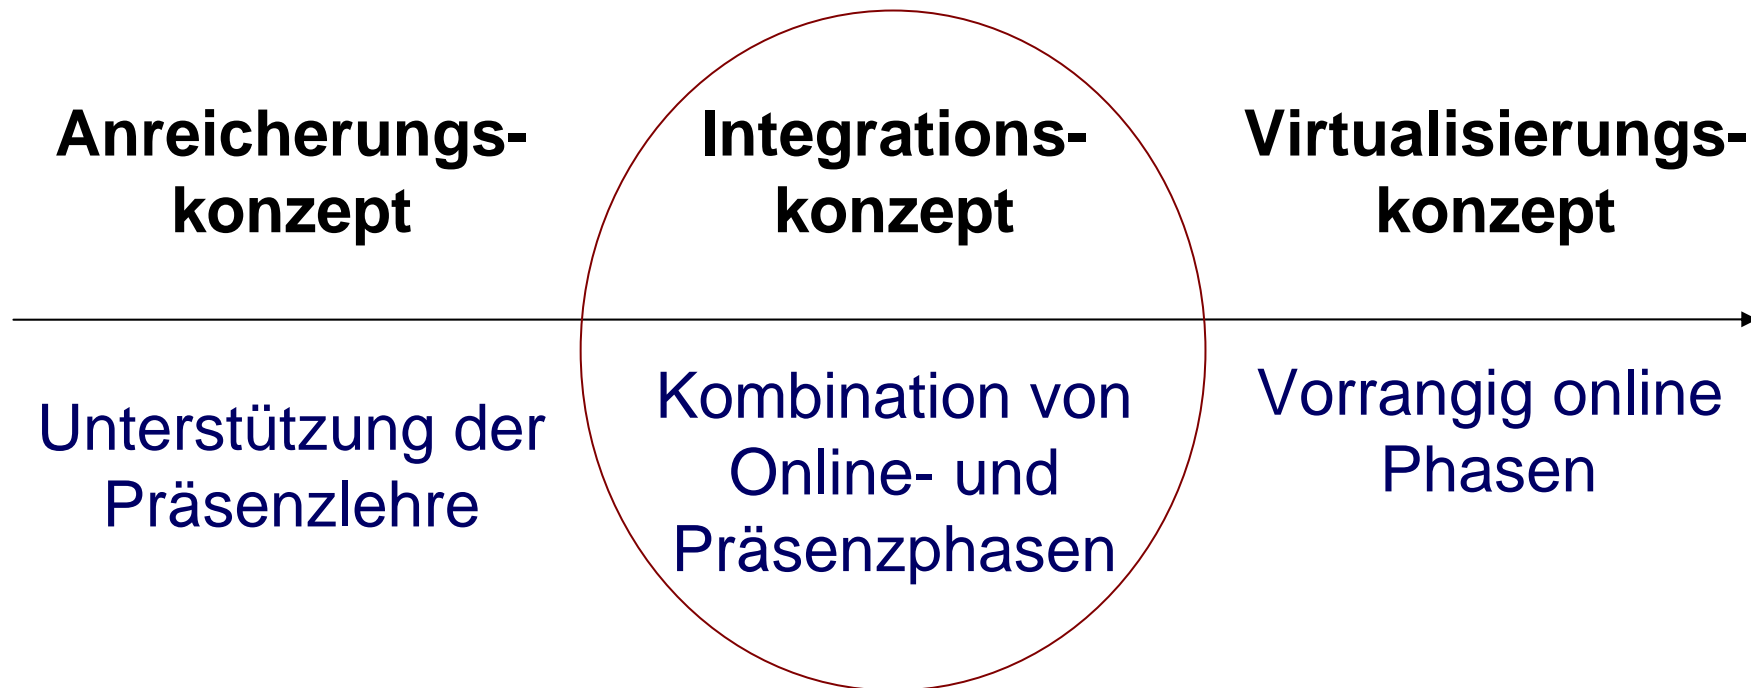 Anreicherungs-
konzept
Integrations-
konzept
Virtualisierungs-
konzept
Unterstützung der
Präsenzlehre
Kombination von
Online- und
Präsenzphasen
Vorrangig online
Phasen